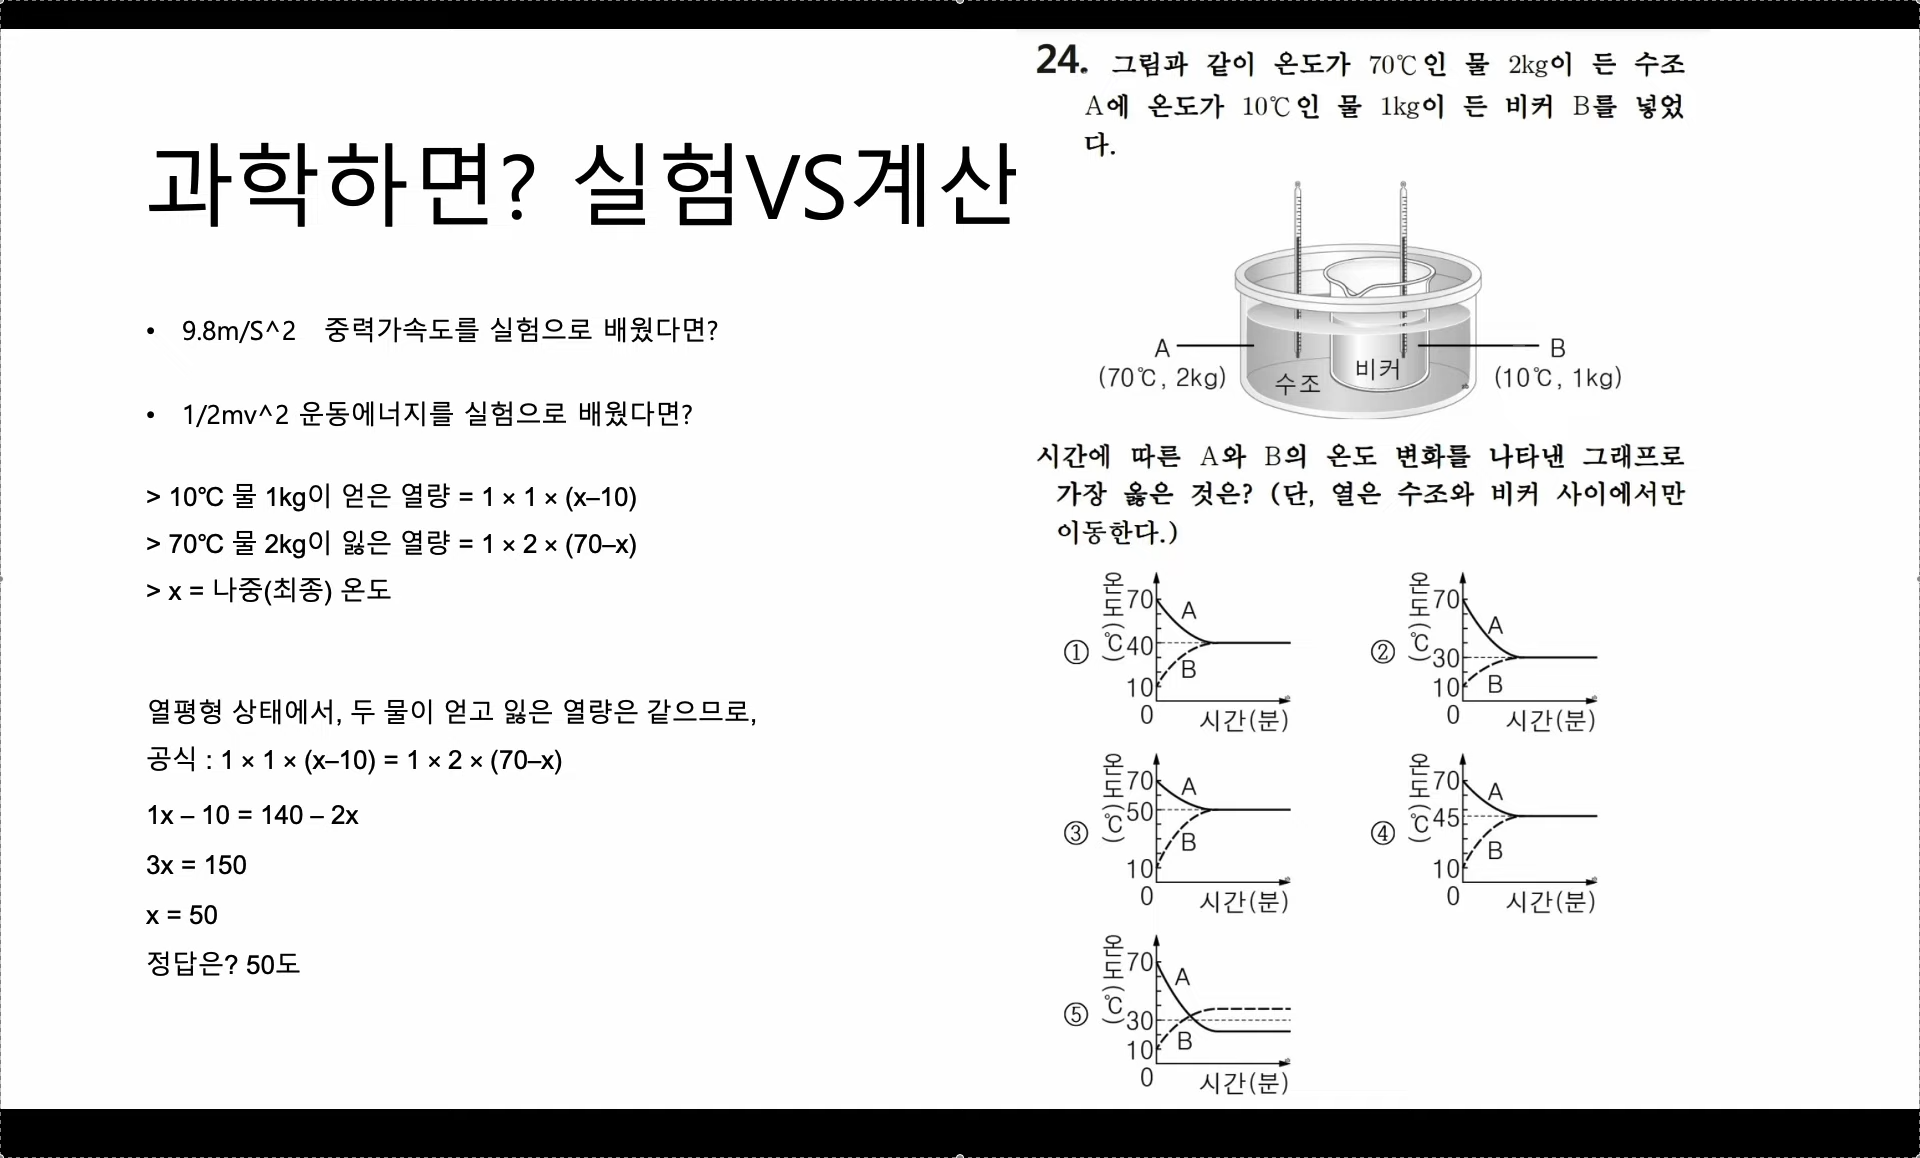 과학하면? 실험VS계산
• 9.8m/S^2 중력가속도를 실험으로 배웠다면?
• 1/2mv^2 운동에너지를 실험으로 배웠다면?
> 10℃ 물 1kg이 얻은 열량 = 1 × 1 × (x–10)
> 70℃ 물 2kg이 잃은 열량 = 1 × 2 × (70–x)
> x = 나중(최종) 온도
열평형 상태에서, 두 물이 얻고 잃은 열량은 같으므로,
공식 : 1 × 1 × (x–10) = 1 × 2 × (70–x)
1x – 10 = 140 – 2x
3x = 150
x = 50
정답은? 50도
24. 그림과 같이 온도가 70℃인 물 2kg이 든 수조
A에 온도가 10℃인 물 1kg이 든 비커 B를 넣었
다.
A
(70℃, 2kg)
수조
비커
B
(10℃, 1kg)
시간에 따른 A와 B의 온도 변화를 나타낸 그래프로
가장 옳은 것은? (단, 열은 수조와 비커 사이에서만
이동한다.)
①
온도(℃)
70
40
10
0
A
B
시간(분)
②
온도(℃)
70
30
10
0
A
B
시간(분)
③
온도(℃)
70
50
10
0
A
B
시간(분)
④
온도(℃)
70
45
10
0
A
B
시간(분)
⑤
온도(℃)
70
30
10
0
A
B
시간(분)